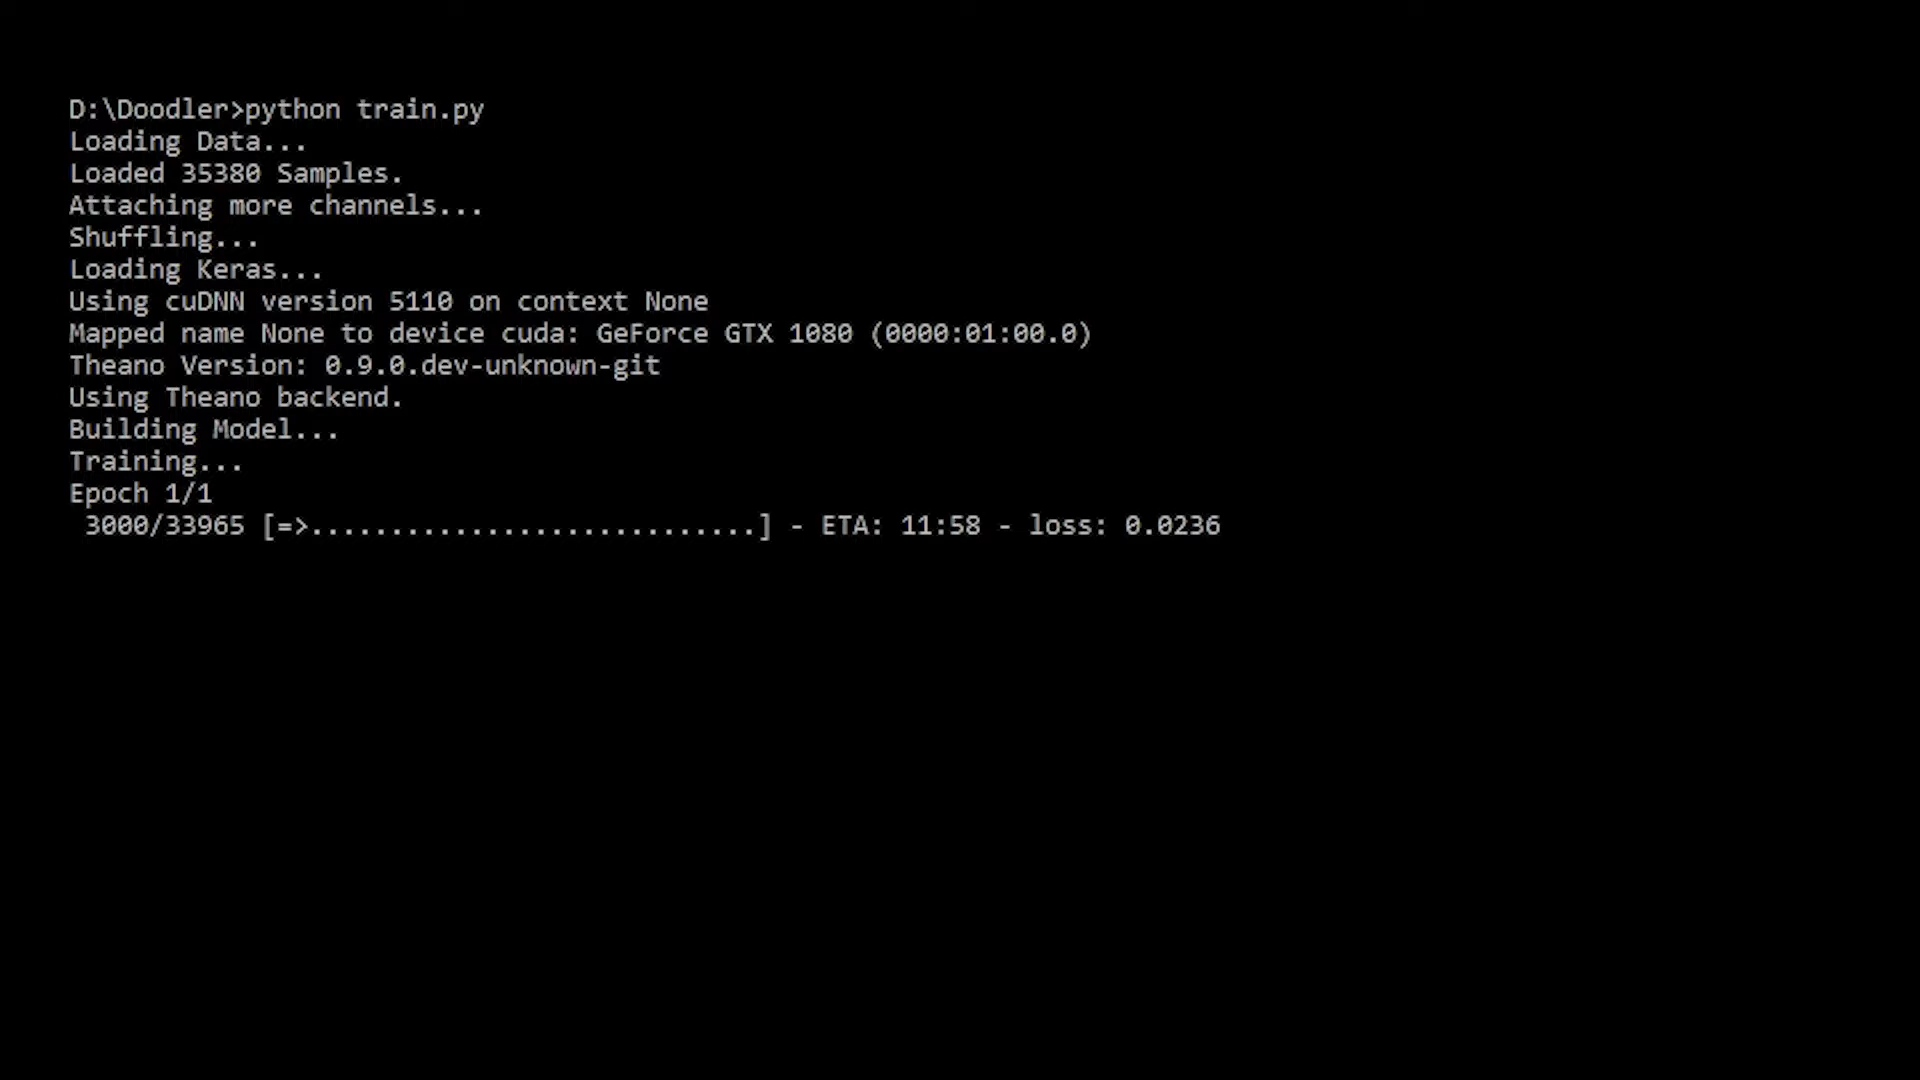 D:\Doodler>python train.py
Loading Data...
Loaded 35380 Samples.
Attaching more channels...
Shuffling...
Loading Keras...
Using cuDNN version 5110 on context None
Mapped name None to device cuda: GeForce GTX 1080 (0000:01:00.0)
Theano Version: 0.9.0.dev-unknown-git
Using Theano backend.
Building Model...
Training...
Epoch 1/1
 3000/33965 [=>............................] - ETA: 11:58 - loss: 0.0236